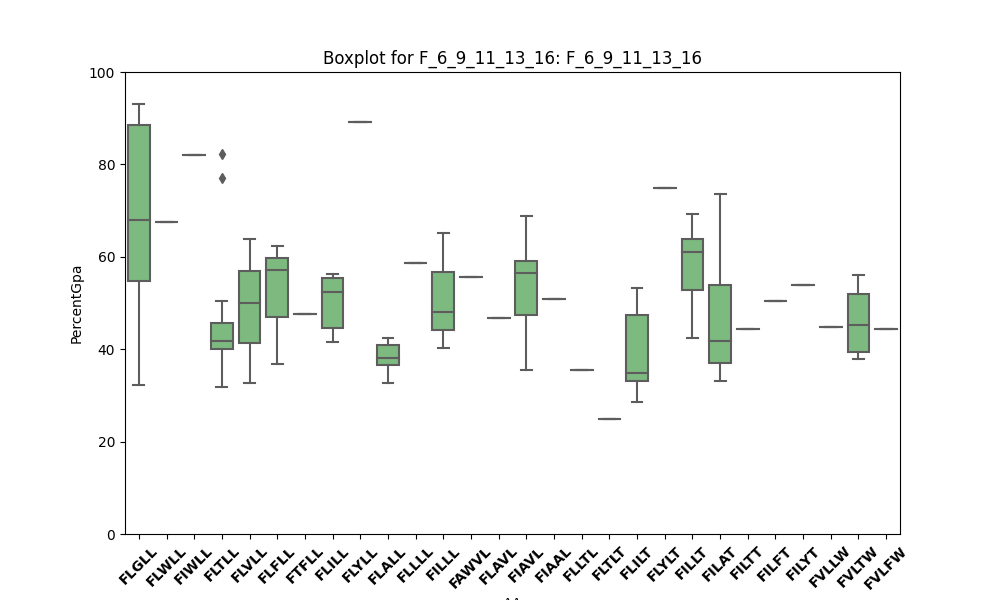 Boxplot for F_6_9_11_13_16: F_6_9_11_13_16
PercentGpa
100
80
60
40
20
0
FLGLL
FLWLL
FIWLL
FLTLL
FLVLL
FLFLL
FTFLL
FLILL
FLYLL
FLALL
FLLLL
FILLL
FAWVL
FLAVL
FIAVL
FIAAL
FLLTL
FLTLT
FLILT
FLYLT
FILLT
FILAT
FILTT
FILFT
FILYT
FVLLW
FVLTW
FVLFW